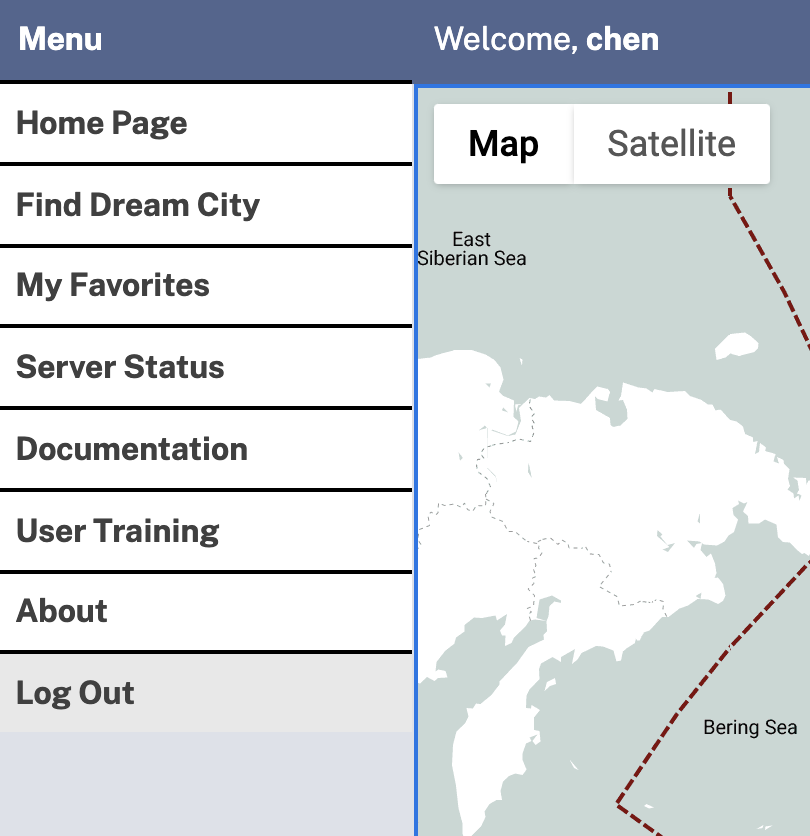 Menu
Welcome, chen
Home Page
Find Dream City
My Favorites
Server Status
Documentation
User Training
About
Log Out
Map
Satellite
East
Siberian Sea
Bering Sea